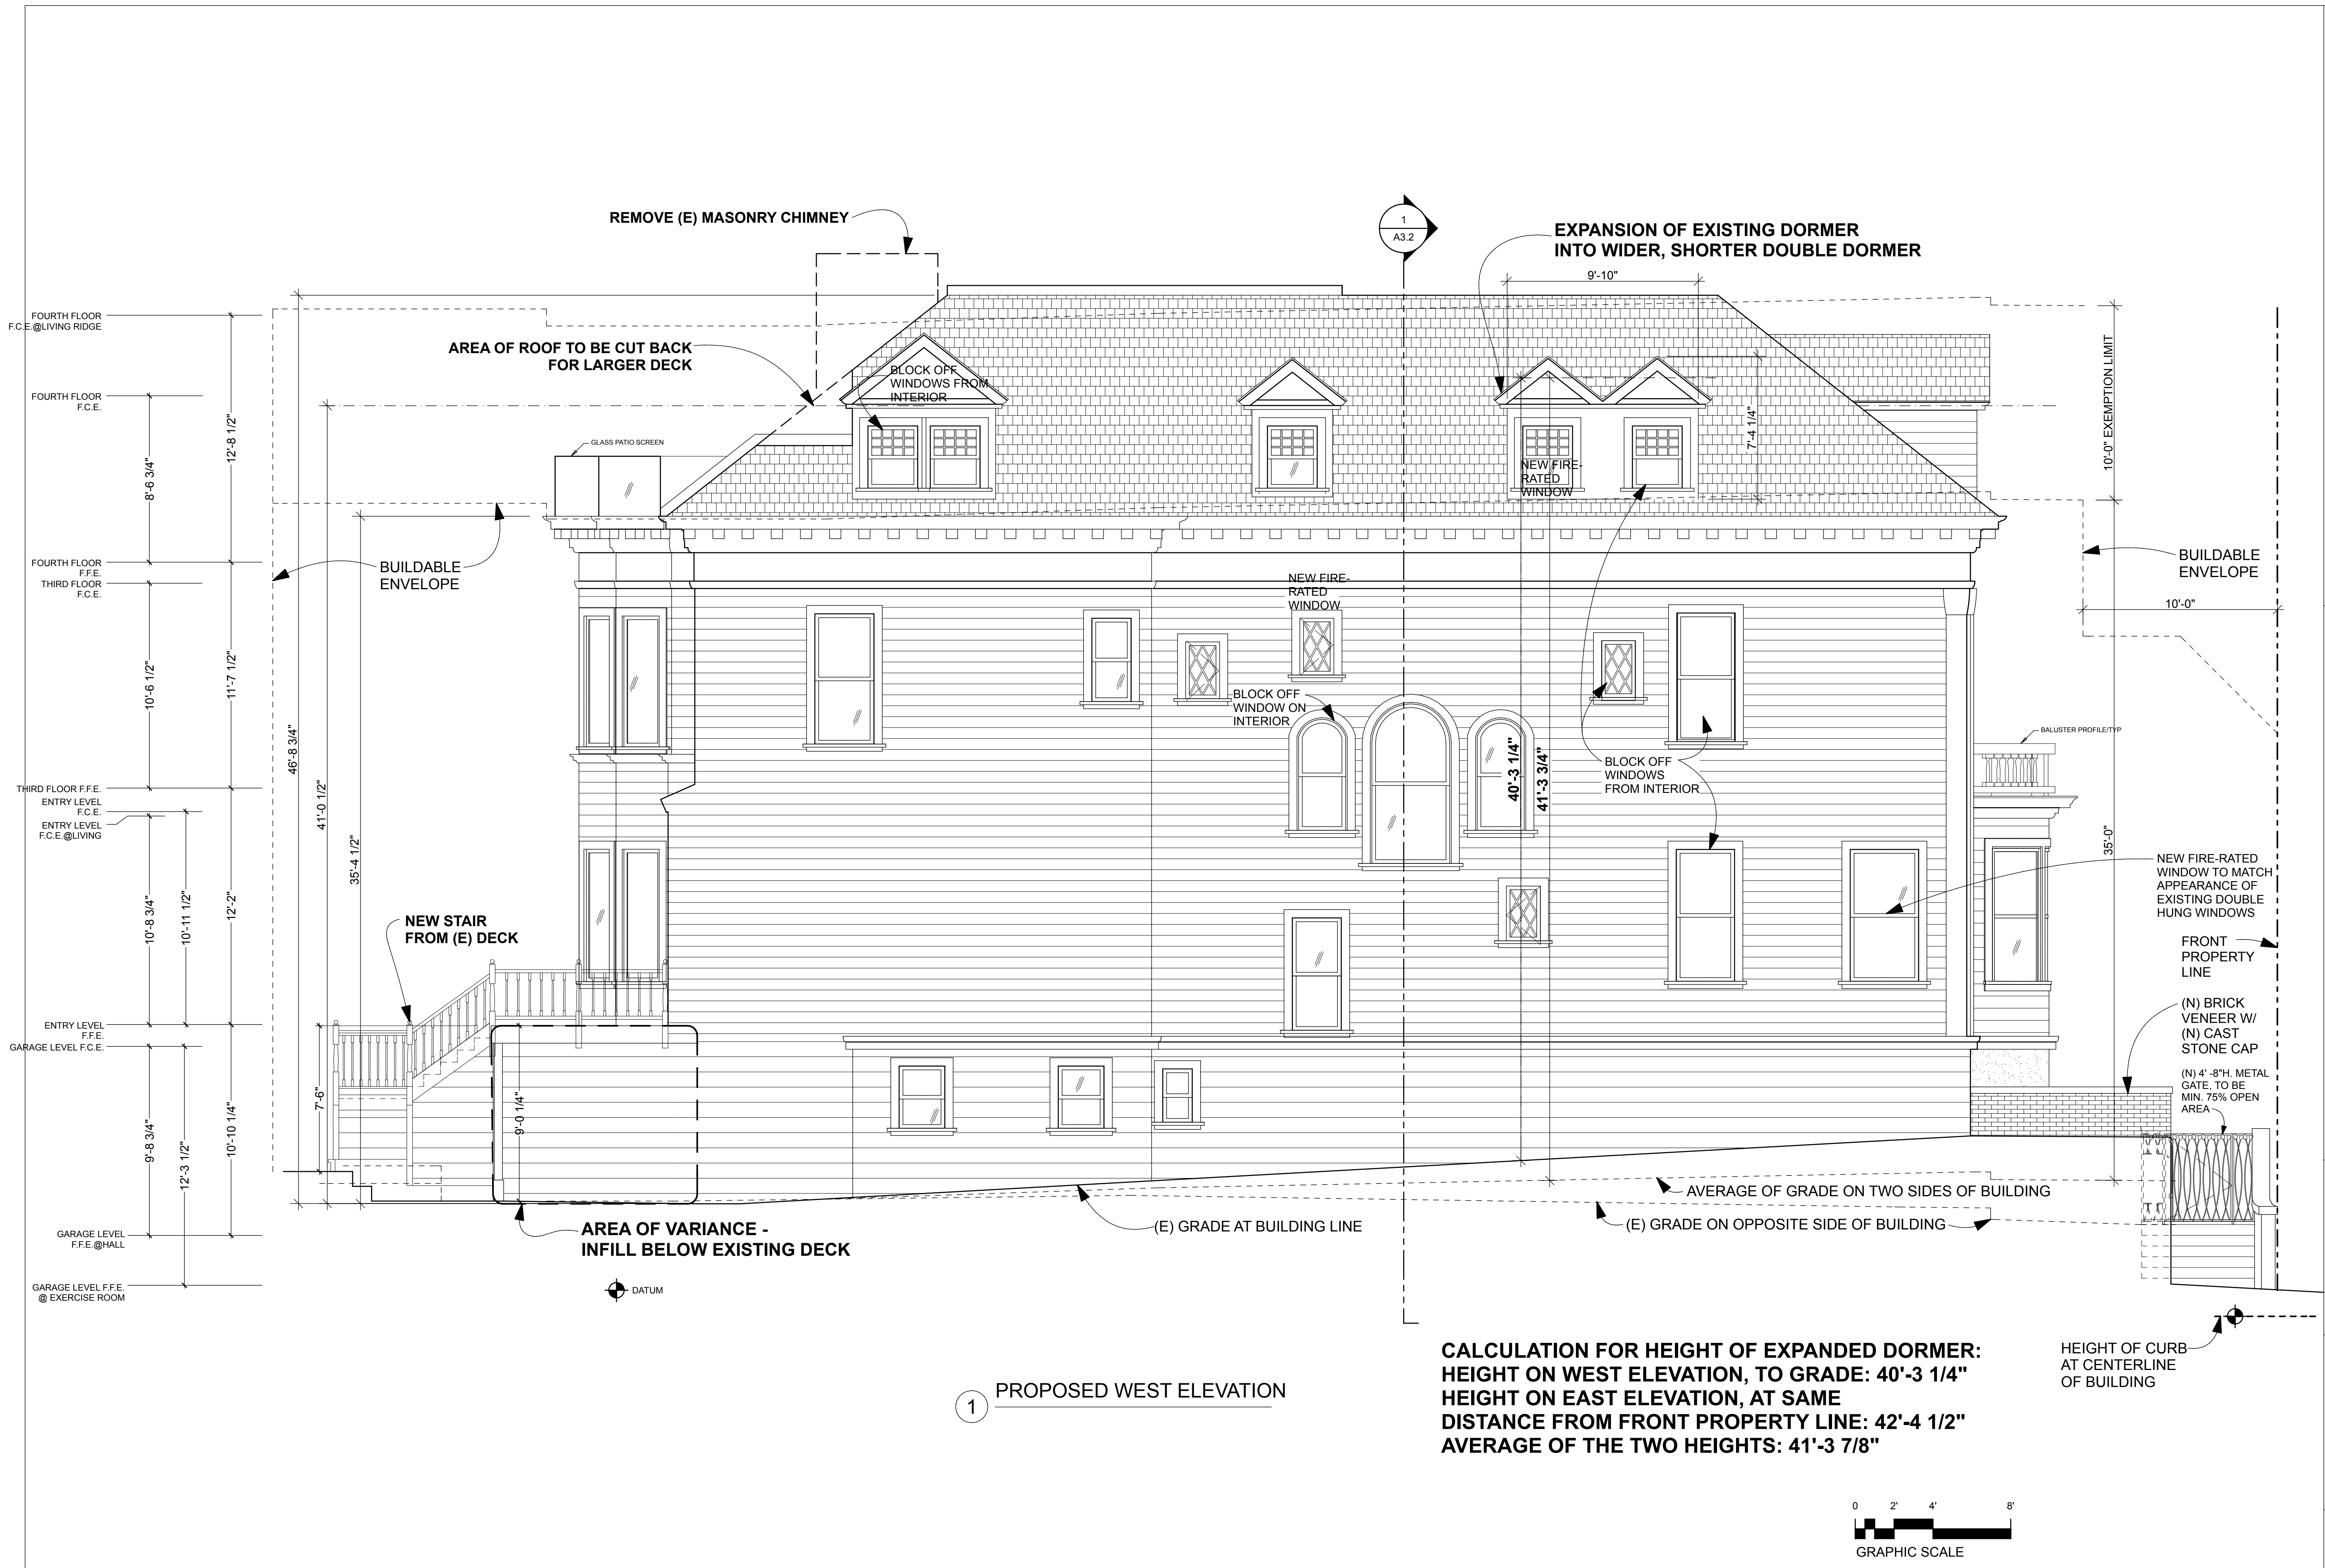 REMOVE (E) MASONRY CHIMNEY
1
A3.2
EXPANSION OF EXISTING DORMER
INTO WIDER, SHORTER DOUBLE DORMER
9'-10"
FOURTH FLOOR
F.C.E.@LIVING RIDGE
AREA OF ROOF TO BE CUT BACK
FOR LARGER DECK
BLOCK OFF
WINDOWS FROM
INTERIOR
10'-0" EXEMPTION LIMIT
FOURTH FLOOR
F.C.E.
12'-8 1/2"
8'-6 3/4"
GLASS PATIO SCREEN
7'-4 1/4"
NEW FIRE-
RATED
WINDOW
FOURTH FLOOR
F.F.E.
THIRD FLOOR
F.C.E.
BUILDABLE
ENVELOPE
NEW FIRE-
RATED
WINDOW
BUILDABLE
ENVELOPE
10'-0"
10'-6 1/2"
11'-7 1/2"
46'-8 3/4"
41'-0 1/2"
35'-4 1/2"
BLOCK OFF
WINDOW ON
INTERIOR
40'-3 1/4"
41'-3 3/4"
BLOCK OFF
WINDOWS
FROM INTERIOR
BALUSTER PROFILE/TYP
THIRD FLOOR F.F.E.
ENTRY LEVEL
F.C.E.
ENTRY LEVEL
F.C.E.@LIVING
35'-0"
10'-8 3/4"
10'-11 1/2"
12'-2"
NEW STAIR
FROM (E) DECK
NEW FIRE-RATED
WINDOW TO MATCH
APPEARANCE OF
EXISTING DOUBLE
HUNG WINDOWS
FRONT
PROPERTY
LINE
(N) BRICK
VENEER W/
(N) CAST
STONE CAP
(N) 4' -8"H. METAL
GATE, TO BE
MIN. 75% OPEN
AREA
ENTRY LEVEL
F.F.E.
GARAGE LEVEL F.C.E.
7'-6"
9'-0 1/4"
9'-8 3/4"
12'-3 1/2"
10'-10 1/4"
AVERAGE OF GRADE ON TWO SIDES OF BUILDING
(E) GRADE AT BUILDING LINE
(E) GRADE ON OPPOSITE SIDE OF BUILDING
AREA OF VARIANCE -
INFILL BELOW EXISTING DECK
GARAGE LEVEL
F.F.E.@HALL
GARAGE LEVEL F.F.E.
@ EXERCISE ROOM
DATUM
HEIGHT OF CURB
AT CENTERLINE
OF BUILDING
1
PROPOSED WEST ELEVATION
CALCULATION FOR HEIGHT OF EXPANDED DORMER:
HEIGHT ON WEST ELEVATION, TO GRADE: 40'-3 1/4"
HEIGHT ON EAST ELEVATION, AT SAME
DISTANCE FROM FRONT PROPERTY LINE: 42'-4 1/2"
AVERAGE OF THE TWO HEIGHTS: 41'-3 7/8"
0 2' 4' 8'
GRAPHIC SCALE